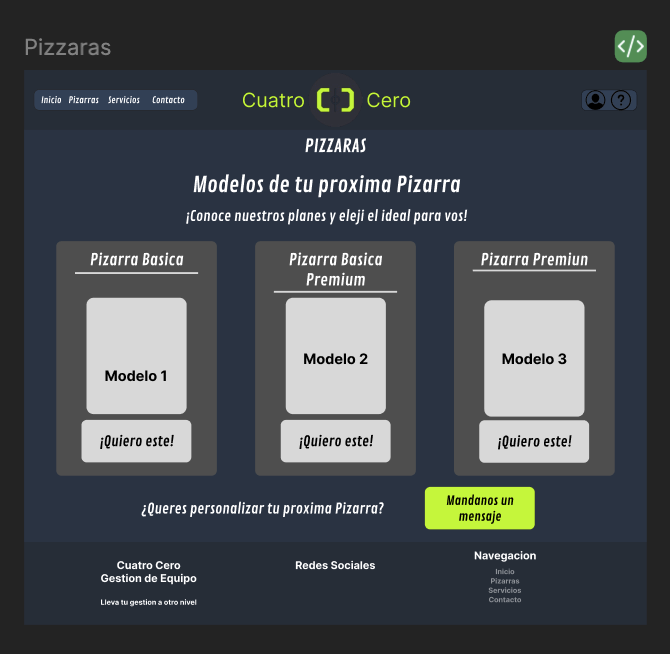 Pizzaras
</>
Inicio Pizarras Servicios Contacto
Cuatro Cero
?
PIZZARAS
Modelos de tu proxima Pizarra
¡Conoce nuestros planes y eleji el ideal para vos!
Pizarra Basica
Modelo 1
¡Quiero este!
Pizarra Basica
Premium
Modelo 2
¡Quiero este!
Pizarra Premiun
Modelo 3
¡Quiero este!
¿Queres personalizar tu proxima Pizarra?
Mandanos un
mensaje
Cuatro Cero
Gestion de Equipo
Lleva tu gestion a otro nivel
Redes Sociales
Navegacion
Inicio
Pizarras
Servicios
Contacto